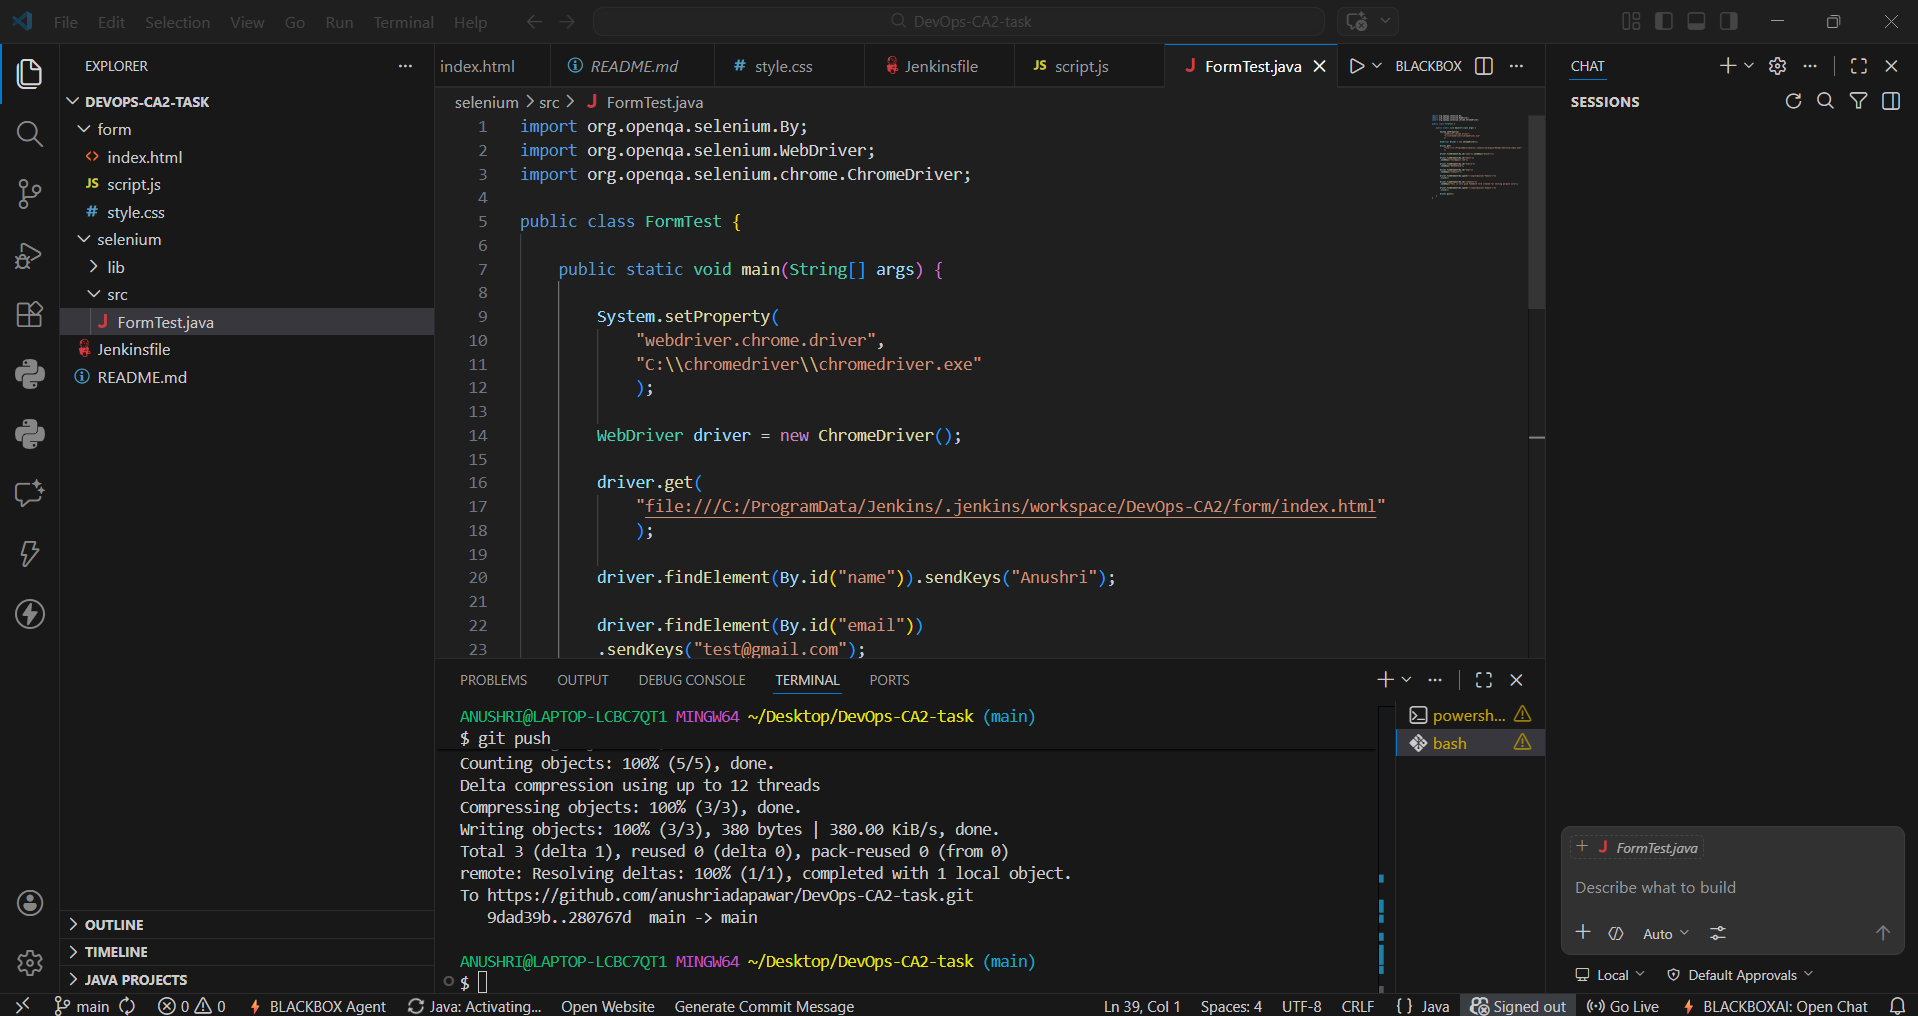 File Edit Selection View Go Run Terminal Help
DevOps-CA2-task
EXPLORER
DEVOPS-CA2-TASK
form
index.html
script.js
style.css
selenium
lib
src
FormTest.java
Jenkinsfile
README.md
OUTLINE
TIMELINE
JAVA PROJECTS
index.html
README.md
style.css
Jenkinsfile
script.js
FormTest.java
BLACKBOX
selenium > src > FormTest.java
1 import org.openqa.selenium.By;
2 import org.openqa.selenium.WebDriver;
3 import org.openqa.selenium.chrome.ChromeDriver;
4
5 public class FormTest {
6
7 public static void main(String[] args) {
8
9 System.setProperty(
10 "webdriver.chrome.driver",
11 "C:\\chromedriver\\chromedriver.exe"
12 );
13
14 WebDriver driver = new ChromeDriver();
15
16 driver.get(
17 "file:///C:/ProgramData/Jenkins/.jenkins/workspace/DevOps-CA2/form/index.html"
18 );
19
20 driver.findElement(By.id("name")).sendKeys("Anushri");
21
22 driver.findElement(By.id("email"))
23 .sendKeys("test@gmail.com");
PROBLEMS OUTPUT DEBUG CONSOLE TERMINAL PORTS
ANUSHRI@LAPTOP-LCBC7QT1 MINGW64 ~/Desktop/DevOps-CA2-task (main)
$ git push
Counting objects: 100% (5/5), done.
Delta compression using up to 12 threads
Compressing objects: 100% (3/3), done.
Writing objects: 100% (3/3), 380 bytes | 380.00 KiB/s, done.
Total 3 (delta 1), reused 0 (delta 0), pack-reused 0 (from 0)
remote: Resolving deltas: 100% (1/1), completed with 1 local object.
To https://github.com/anushriadapawar/DevOps-CA2-task.git
9dad39b..280767d main -> main
ANUSHRI@LAPTOP-LCBC7QT1 MINGW64 ~/Desktop/DevOps-CA2-task (main)
$
powersh...
bash
CHAT
SESSIONS
FormTest.java
Describe what to build
Auto
Local
Default Approvals
main
0
0
BLACKBOX Agent
Java: Activating...
Open Website
Generate Commit Message
Ln 39, Col 1
Spaces: 4
UTF-8
CRLF
{ } Java
Signed out
Go Live
BLACKBOXAI: Open Chat